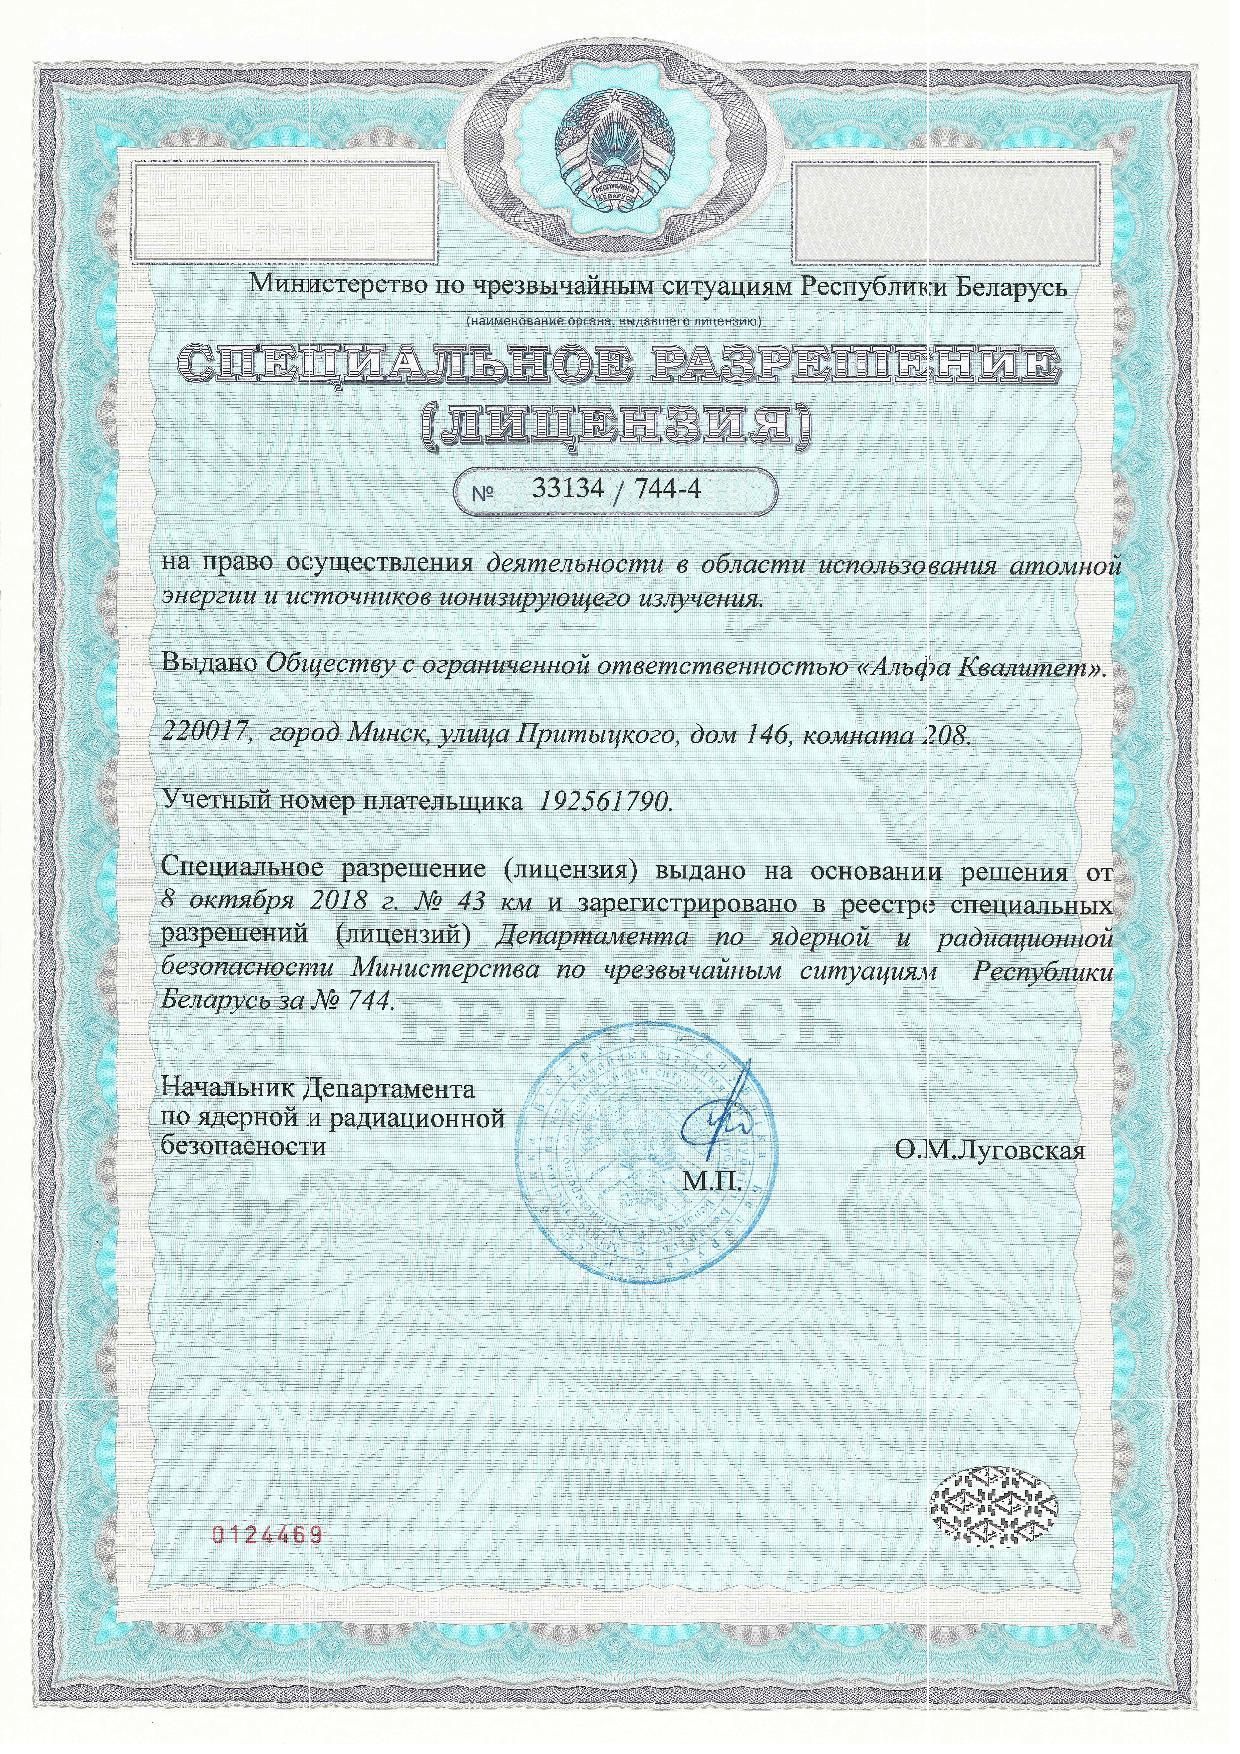 РЕСПУБЛИКА
БЕЛАРУСЬ
Министерство по чрезвычайным ситуациям Республики Беларусь
(наименование органа, выдавшего лицензию)
СПЕЦИАЛЬНОЕ РАЗРЕШЕНИЕ
(ЛИЦЕНЗИЯ)
№ 33134 / 744-4
на право осуществления деятельности в области использования атомной
энергии и источников ионизирующего излучения.
Выдано Обществу с ограниченной ответственностью «Альфа Квалитет».
220017, город Минск, улица Притыцкого, дом 146, комната 208.
Учетный номер плательщика 192561790.
Специальное разрешение (лицензия) выдано на основании решения от
8 октября 2018 г. № 43 км и зарегистрировано в реестре специальных
разрешений (лицензий) Департамента по ядерной и радиационной
безопасности Министерства по чрезвычайным ситуациям Республики
Беларусь за № 744.
БЕЛАРУСЬ
Начальник Департамента
по ядерной и радиационной
безопасности
О.М.Луговская
М.П.
0124469